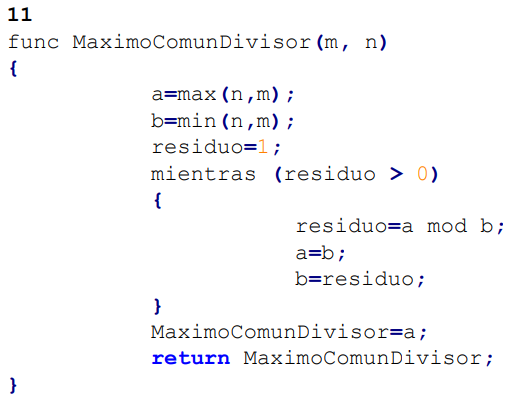 11
func MaximoComunDivisor(m, n)
{
a=max(n,m);
b=min(n,m);
residuo=1;
mientras (residuo > 0)
{
residuo=a mod b;
a=b;
b=residuo;
}
MaximoComunDivisor=a;
return MaximoComunDivisor;
}